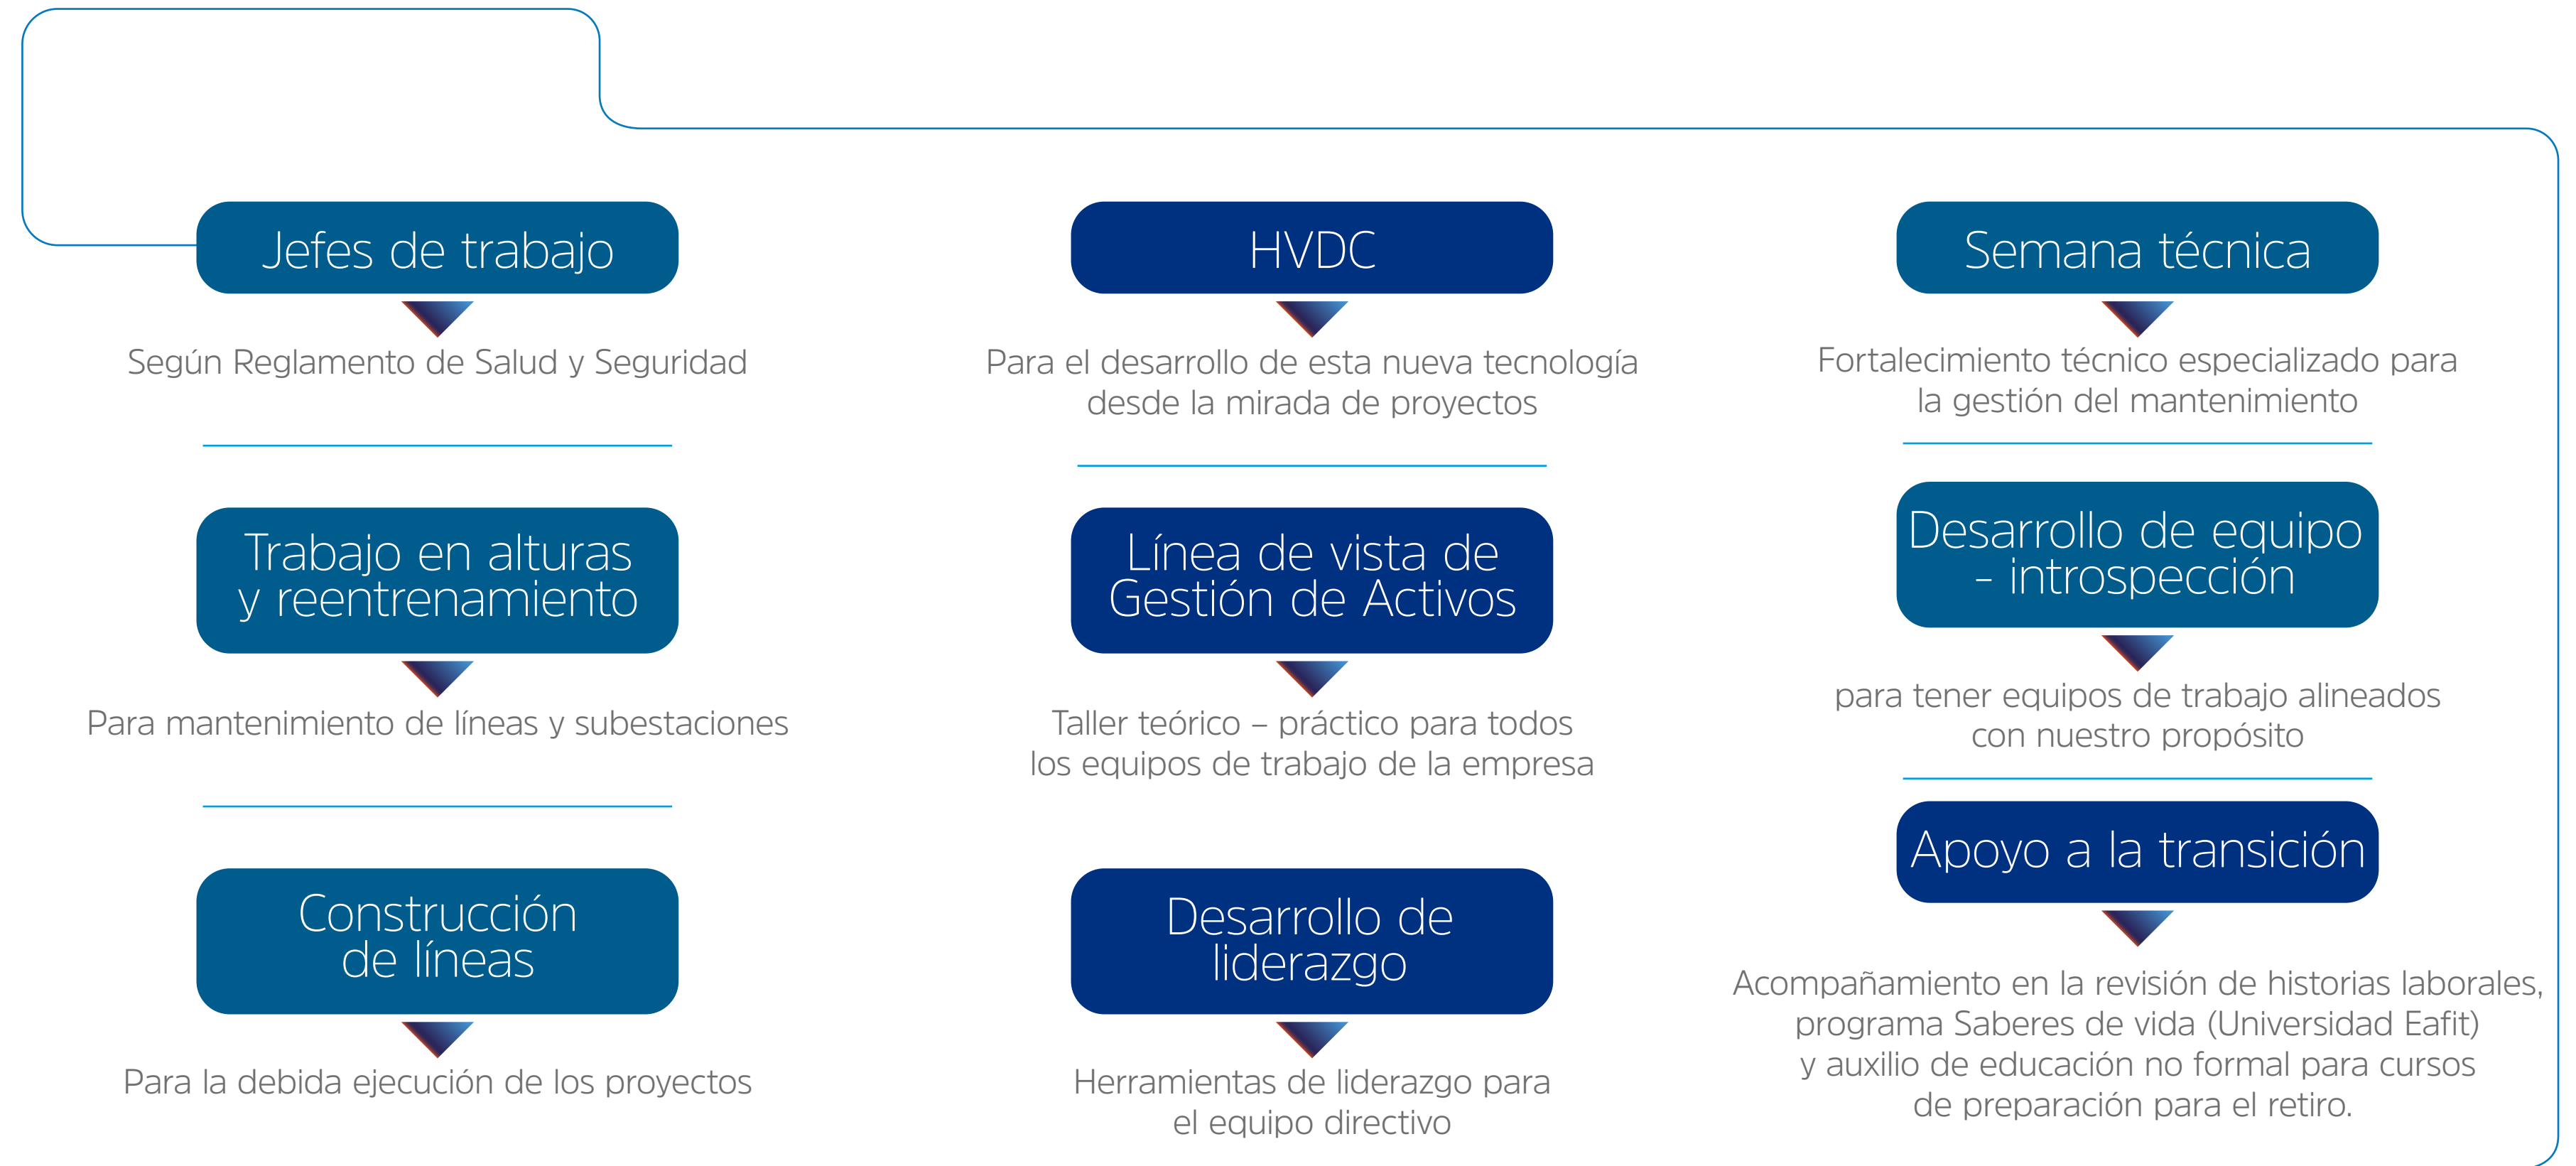 Jefes de trabajo
Según Reglamento de Salud y Seguridad
Trabajo en alturas
y reentrenamiento
Para mantenimiento de líneas y subestaciones
Construcción
de líneas
Para la debida ejecución de los proyectos
HVDC
Para el desarrollo de esta nueva tecnología
desde la mirada de proyectos
Línea de vista de
Gestión de Activos
Taller teórico – práctico para todos
los equipos de trabajo de la empresa
Desarrollo de
liderazgo
Herramientas de liderazgo para
el equipo directivo
Semana técnica
Fortalecimiento técnico especializado para
la gestión del mantenimiento
Desarrollo de equipo
- introspección
para tener equipos de trabajo alineados
con nuestro propósito
Apoyo a la transición
Acompañamiento en la revisión de historias laborales,
programa Saberes de vida (Universidad Eafit)
y auxilio de educación no formal para cursos
de preparación para el retiro.